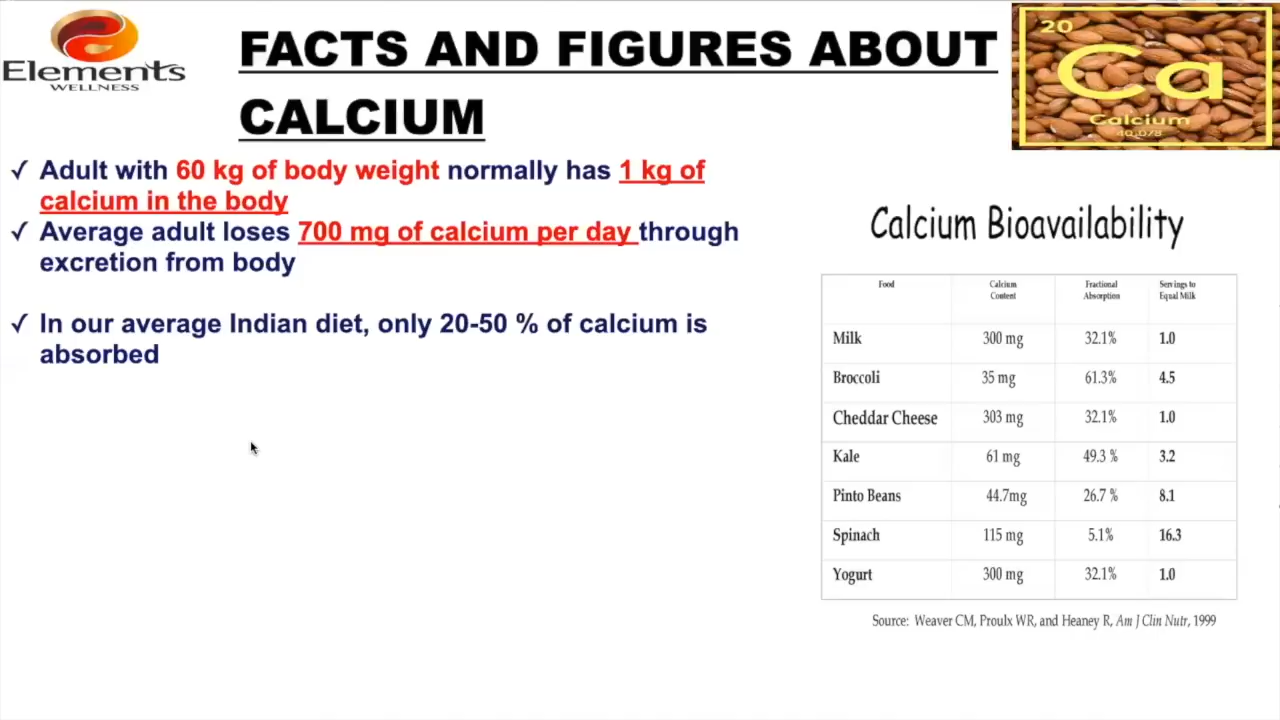 Elements
WELLNESS
FACTS AND FIGURES ABOUT
CALCIUM
20
Ca
Calcium
40.078
✓ Adult with 60 kg of body weight normally has 1 kg of
calcium in the body
✓ Average adult loses 700 mg of calcium per day through
excretion from body
✓ In our average Indian diet, only 20-50 % of calcium is
absorbed
Calcium Bioavailability
Food Calcium Content Fractional Absorption Servings to Equal Milk
Milk 300 mg 32.1% 1.0
Broccoli 35 mg 61.3% 4.5
Cheddar Cheese 303 mg 32.1% 1.0
Kale 61 mg 49.3 % 3.2
Pinto Beans 44.7mg 26.7 % 8.1
Spinach 115 mg 5.1% 16.3
Yogurt 300 mg 32.1% 1.0
Source: Weaver CM, Proulx WR, and Heaney R, Am J Clin Nutr, 1999